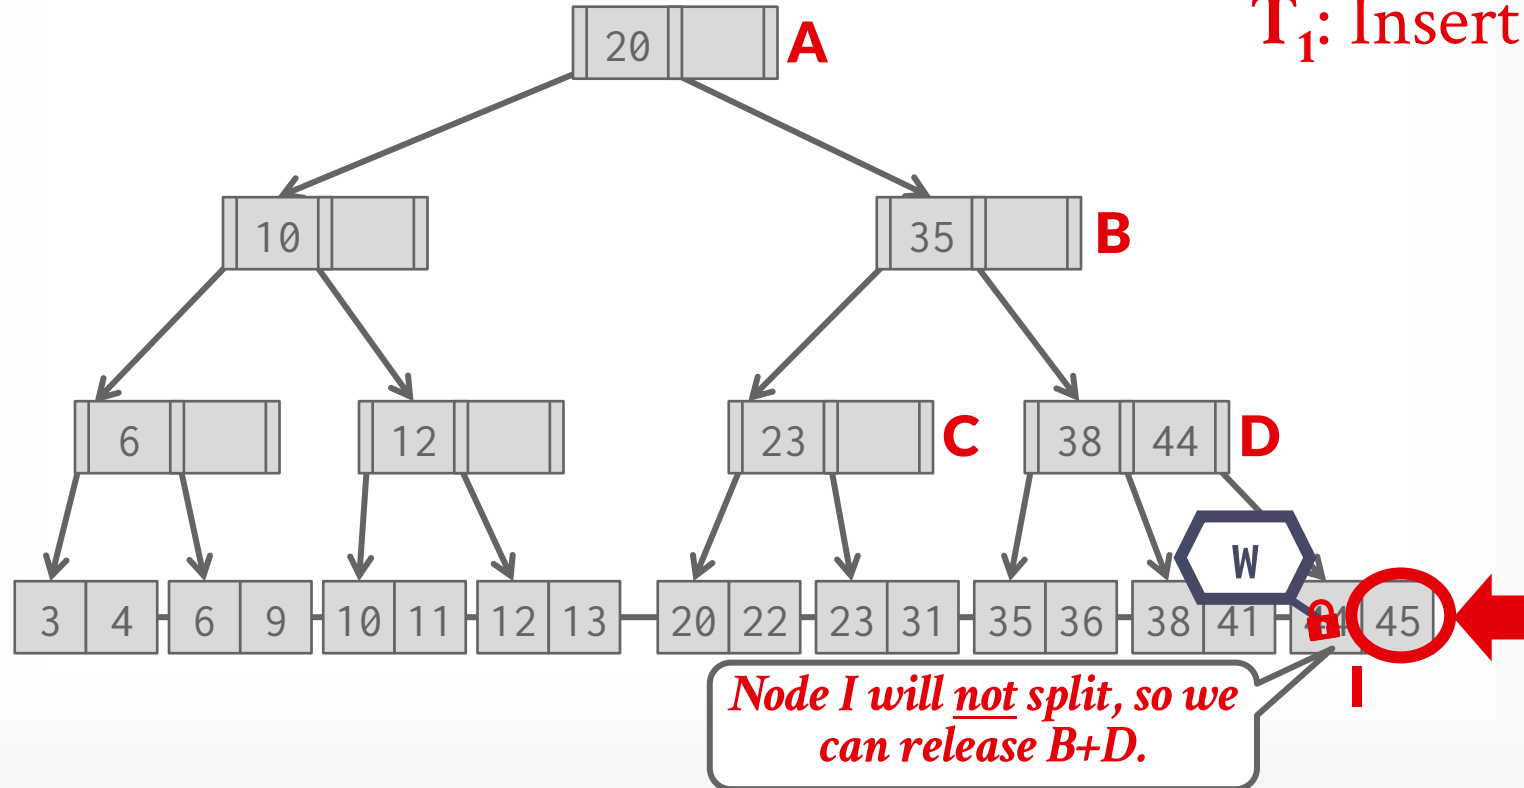 T1: Insert
20 A
10 35 B
6 12 23 C 38 44 D
W
3 4 6 9 10 11 12 13 20 22 23 31 35 36 38 41 45
I
Node I will not split, so we
can release B+D.